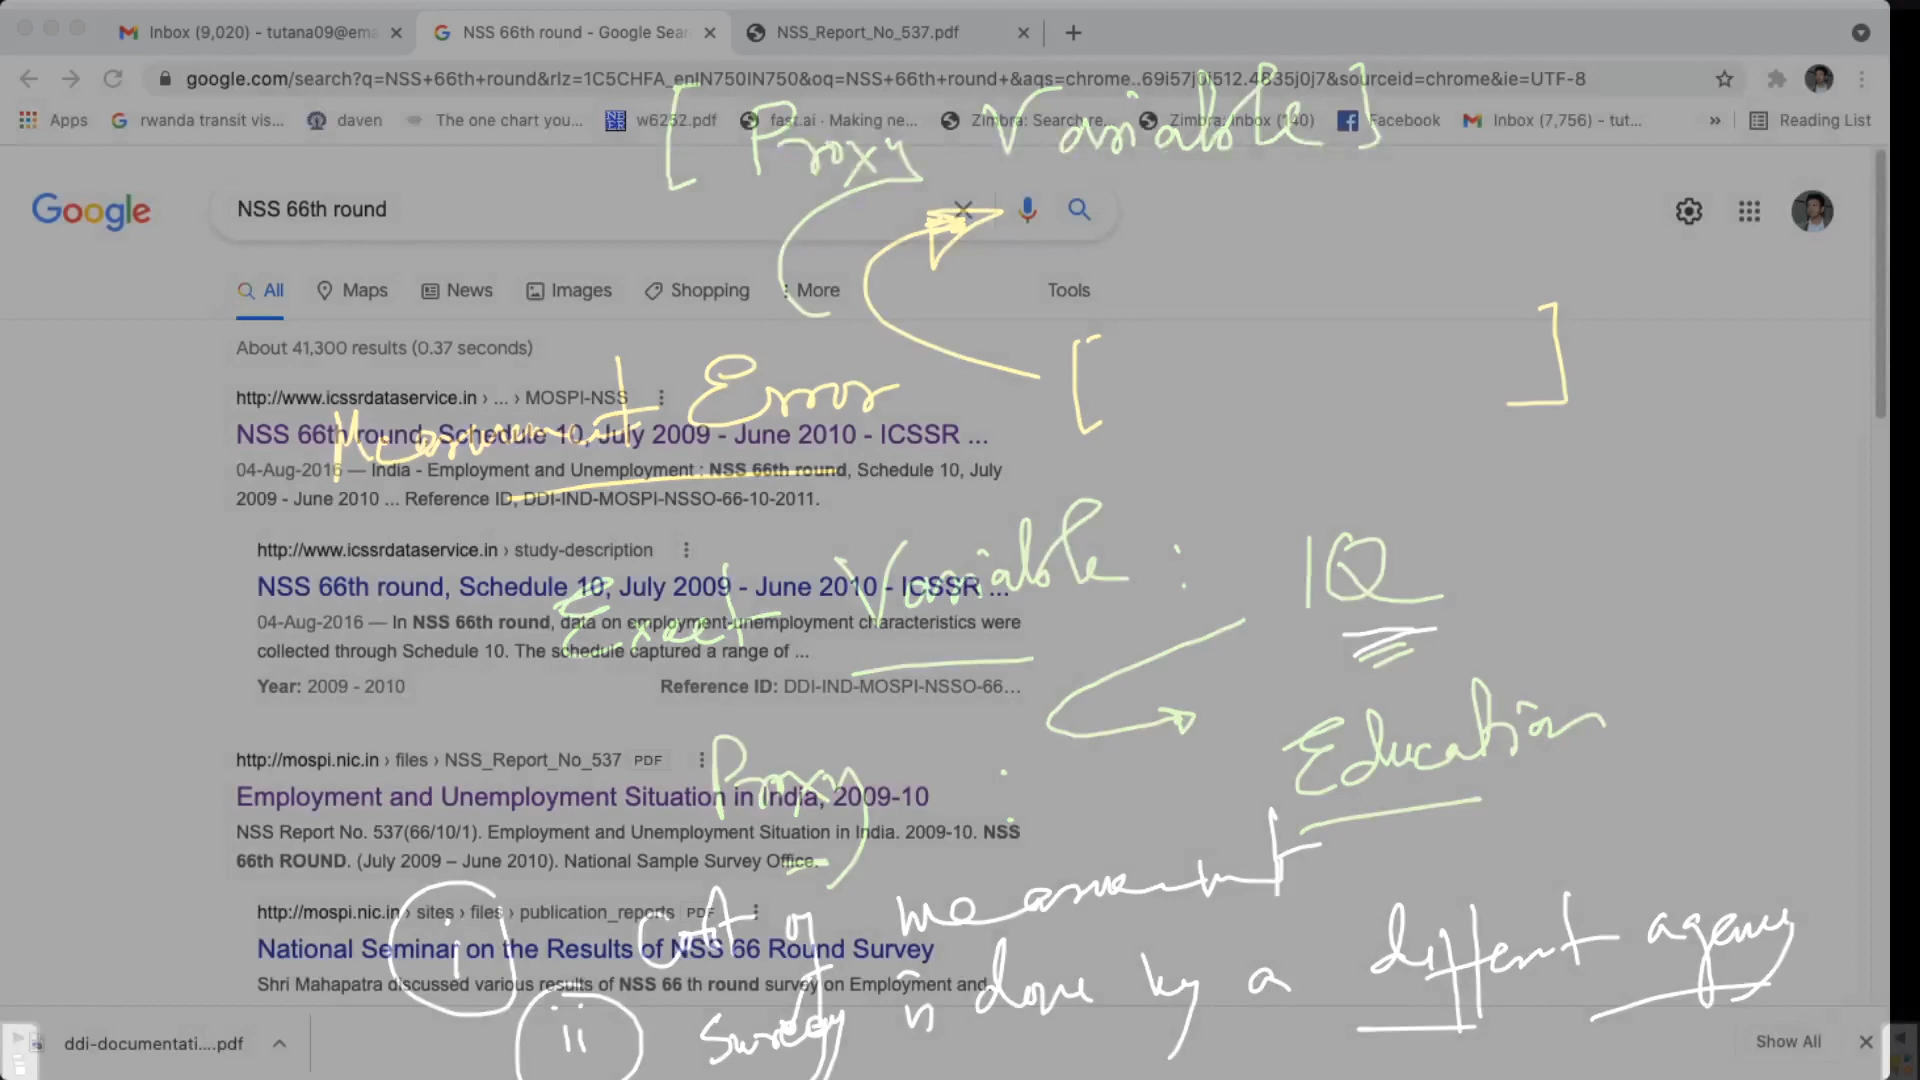 Inbox (9,020) - tutana09@ema
NSS 66th round - Google Sear
NSS_Report_No_537.pdf
google.com/search?q=NSS+66th+round&rlz=1C5CHFA_enIN750IN750&oq=NSS+66th+round+&aqs=chrome..69i57j0i512.4835j0j7&sourceid=chrome&ie=UTF-8
Apps rwanda transit vis... daven The one chart you... w6252.pdf fast.ai · Making ne... Zimbra: Search re... Zimbra: Inbox (140) Facebook Inbox (7,756) - tut... » Reading List
[ Proxy Variable ]
Google NSS 66th round
All Maps News Images Shopping More Tools
About 41,300 results (0.37 seconds)
Measurement Error [ ]
http://www.icssrdataservice.in › ... › MOSPI-NSS
NSS 66th round, Schedule 10, July 2009 - June 2010 - ICSSR ...
04-Aug-2016 — India - Employment and Unemployment : NSS 66th round, Schedule 10, July
2009 - June 2010 ... Reference ID, DDI-IND-MOSPI-NSSO-66-10-2011.
http://www.icssrdataservice.in › study-description
NSS 66th round, Schedule 10, July 2009 - June 2010 - ICSSR ...
Exact Variable : IQ
04-Aug-2016 — In NSS 66th round, data on employment-unemployment characteristics were
collected through Schedule 10. The schedule captured a range of ...
Year: 2009 - 2010 Reference ID: DDI-IND-MOSPI-NSSO-66...
http://mospi.nic.in › files › NSS_Report_No_537 PDF
Proxy : Education
Employment and Unemployment Situation in India, 2009-10
NSS Report No. 537(66/10/1). Employment and Unemployment Situation in India. 2009-10. NSS
66th ROUND. (July 2009 – June 2010). National Sample Survey Office.
http://mospi.nic.in › sites › files › publication_reports PDF
i Cost of measurement
National Seminar on the Results of NSS 66 Round Survey
Shri Mahapatra discussed various results of NSS 66 th round survey on Employment and
ii Survey is done by a different agency
ddi-documentati....pdf Show All